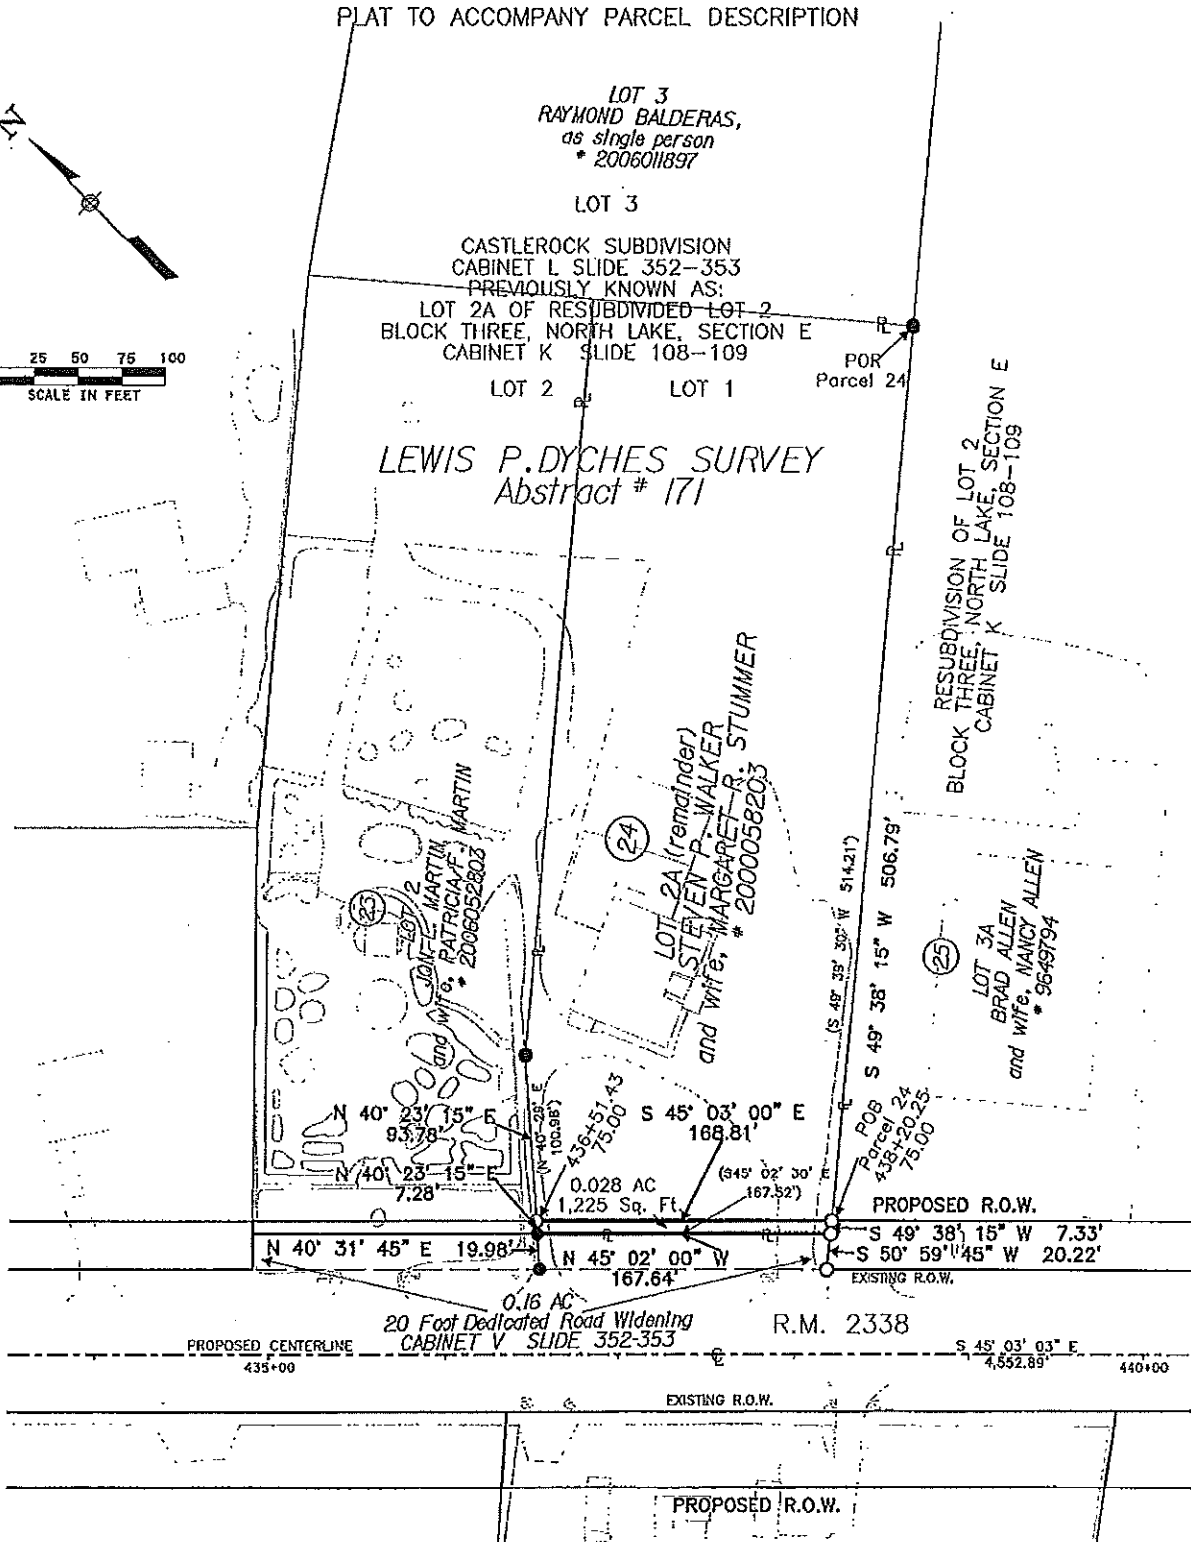 PLAT TO ACCOMPANY PARCEL DESCRIPTION
N
LOT 3
RAYMOND BALDERAS,
as single person
* 2006011897
LOT 3
CASTLEROCK SUBDIVISION
CABINET L SLIDE 352-353
PREVIOUSLY KNOWN AS:
LOT 2A OF RESUBDIVIDED LOT 2
BLOCK THREE, NORTH LAKE, SECTION E
CABINET K SLIDE 108-109
25 50 75 100
SCALE IN FEET
LOT 2
LOT 1
PL
PL
POR
Parcel 24
LEWIS P. DYCHES SURVEY
Abstract # 171
RESUBDIVISION OF LOT 2
BLOCK THREE, NORTH LAKE, SECTION E
CABINET K SLIDE 108-109
PL
24
LOT 2A (remainder)
STEVEN P. WALKER
and wife, MARGARET R. STUMMER
* 2000058203
23
LOT 2
JON L. MARTIN
and wife, PATRICIA F. MARTIN
* 2006052803
PL
(S 49° 39' 30" W 514.21')
S 49° 38' 15" W 506.79'
25
LOT 3A
BRAD ALLEN
and wife, NANCY ALLEN
* 9649794
PL
N 40° 23' 15" E
93.78'
(N 40° 29' E
100.96')
436+51.43
75.00
S 45° 03' 00" E
168.81'
POB
Parcel 24
438+20.25
75.00
N 40° 23' 15" E
7.28'
0.028 AC
1,225 Sq. Ft.
(S45° 02' 30" E
167.52')
PROPOSED R.O.W.
S 49° 38' 15" W 7.33'
N 40° 31' 45" E 19.98'
PL
PL
N 45° 02' 00" W
167.64'
S 50° 59' 45" W 20.22'
EXISTING R.O.W.
0.16 AC
20 Foot Dedicated Road Widening
CABINET V SLIDE 352-353
R.M. 2338
PROPOSED CENTERLINE
435+00
CL
S 45° 03' 03" E
4,552.89'
440+00
EXISTING R.O.W.
PROPOSED R.O.W.